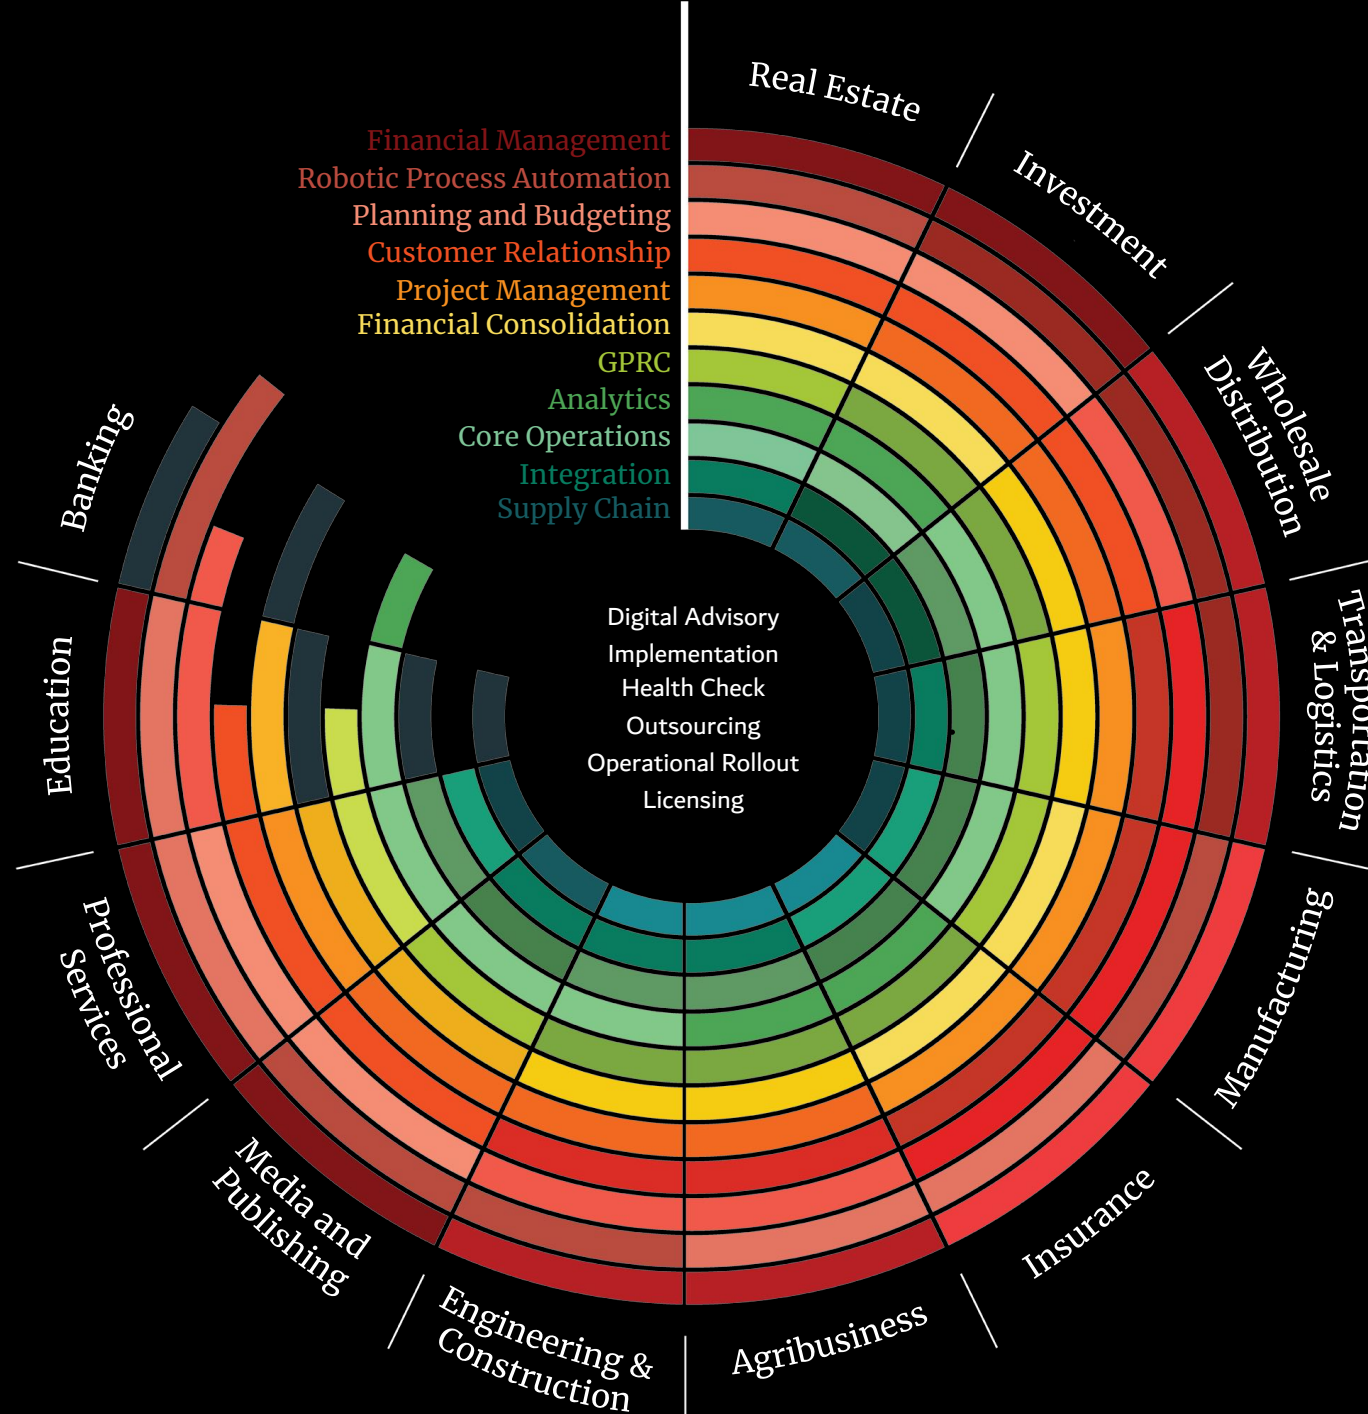 Real Estate
Investment
Wholesale
Distribution
Transportation
& Logistics
Manufacturing
Insurance
Agribusiness
Engineering &
Construction
Media and
Publishing
Professional
Services
Education
Banking
Financial Management
Robotic Process Automation
Planning and Budgeting
Customer Relationship
Project Management
Financial Consolidation
GPRC
Analytics
Core Operations
Integration
Supply Chain
Digital Advisory
Implementation
Health Check
Outsourcing
Operational Rollout
Licensing